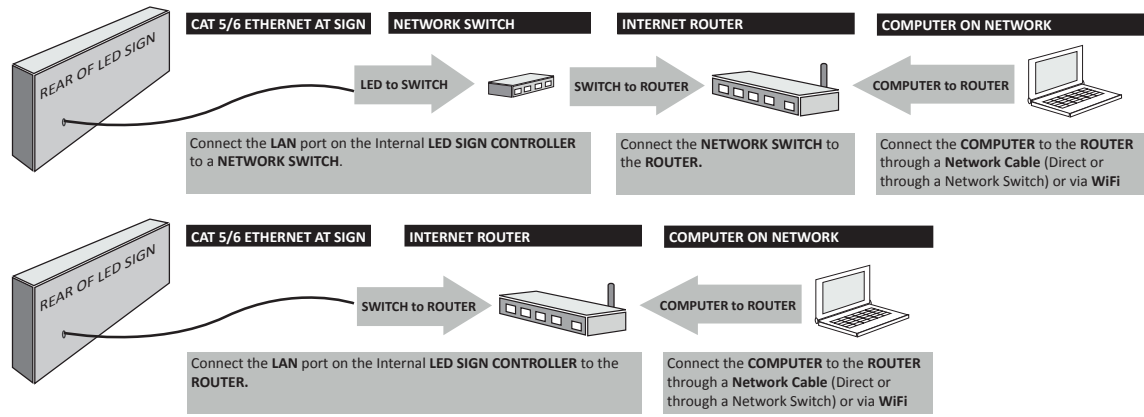 CAT 5/6 ETHERNET AT SIGN
NETWORK SWITCH
INTERNET ROUTER
COMPUTER ON NETWORK
REAR OF LED SIGN
LED to SWITCH
SWITCH to ROUTER
COMPUTER to ROUTER
Connect the LAN port on the Internal LED SIGN CONTROLLER
to a NETWORK SWITCH.
Connect the NETWORK SWITCH to
the ROUTER.
Connect the COMPUTER to the ROUTER
through a Network Cable (Direct or
through a Network Switch) or via WiFi
CAT 5/6 ETHERNET AT SIGN
INTERNET ROUTER
COMPUTER ON NETWORK
REAR OF LED SIGN
SWITCH to ROUTER
COMPUTER to ROUTER
Connect the LAN port on the Internal LED SIGN CONTROLLER to the
ROUTER.
Connect the COMPUTER to the ROUTER
through a Network Cable (Direct or
through a Network Switch) or via WiFi